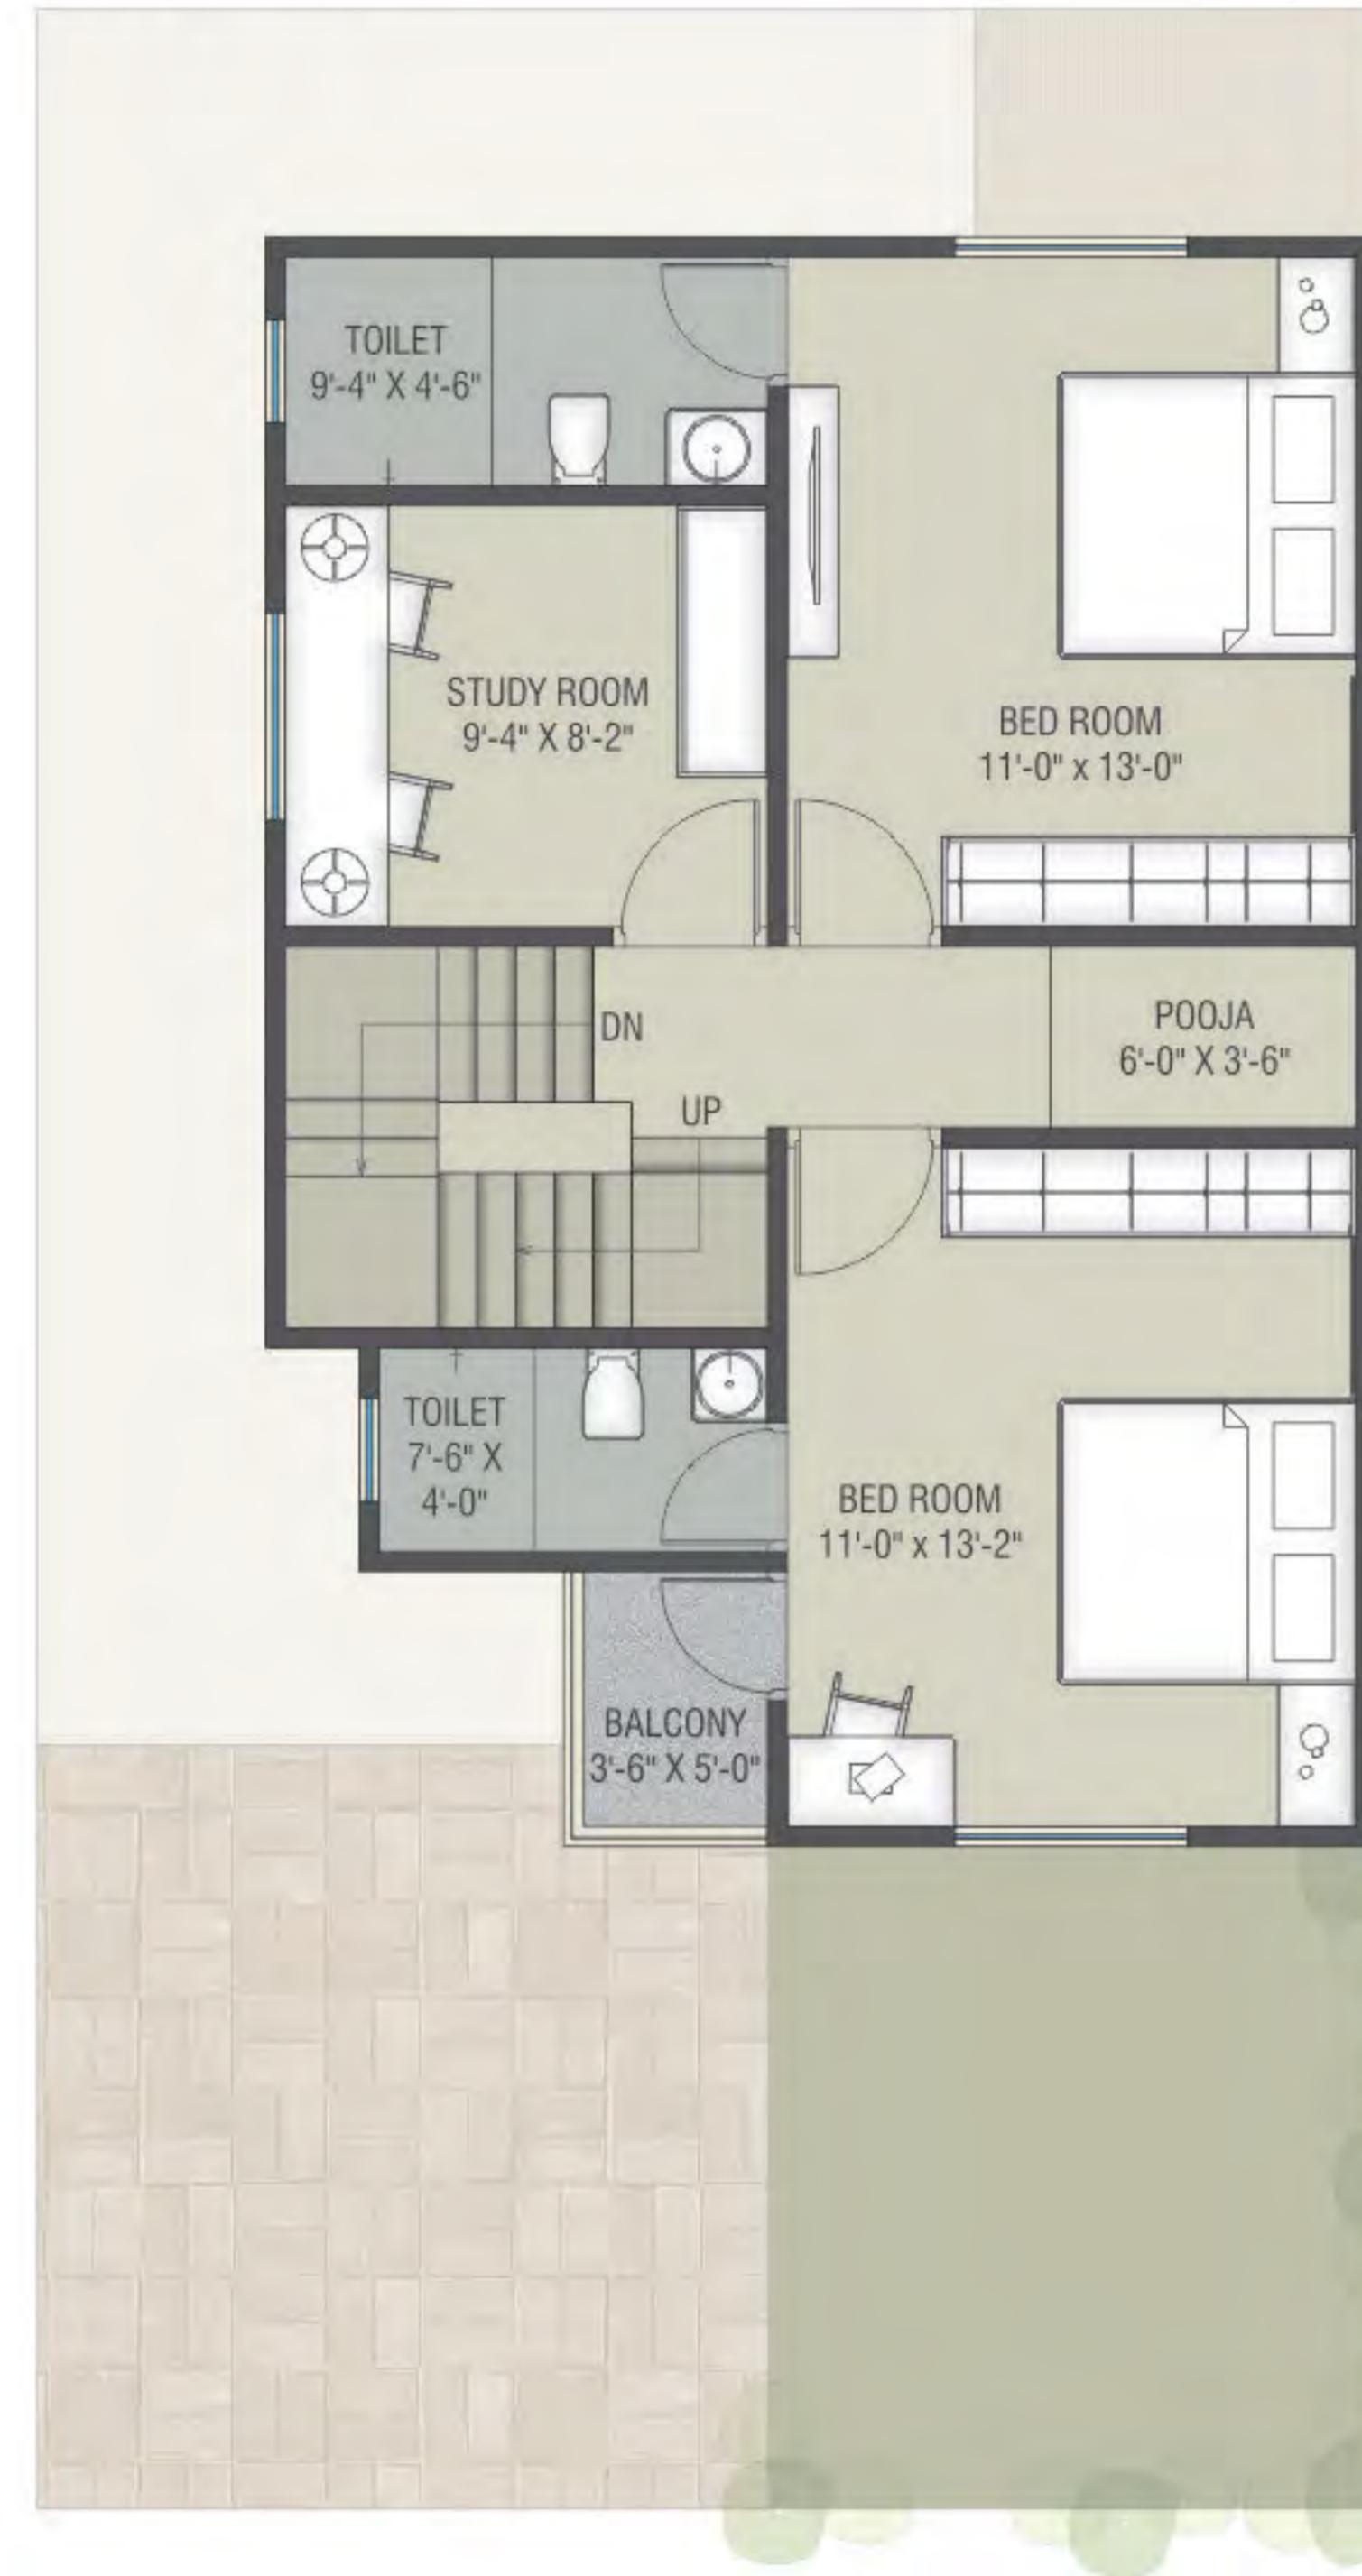 TOILET
9'-4" X 4'-6"
STUDY ROOM
9'-4" X 8'-2"
BED ROOM
11'-0" x 13'-0"
DN
UP
POOJA
6'-0" X 3'-6"
TOILET
7'-6" X
4'-0"
BED ROOM
11'-0" x 13'-2"
BALCONY
3'-6" X 5'-0"